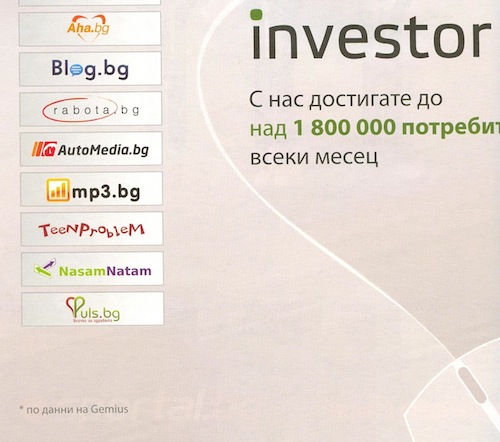 Aha.bg
Blog.bg
rabota.bg
AutoMedia.bg
mp3.bg
TeenProbleM
NasamNatam
Puls.bg
investor
С нас достигате до
над 1 800 000 потребит
всеки месец
* по данни на Gemius